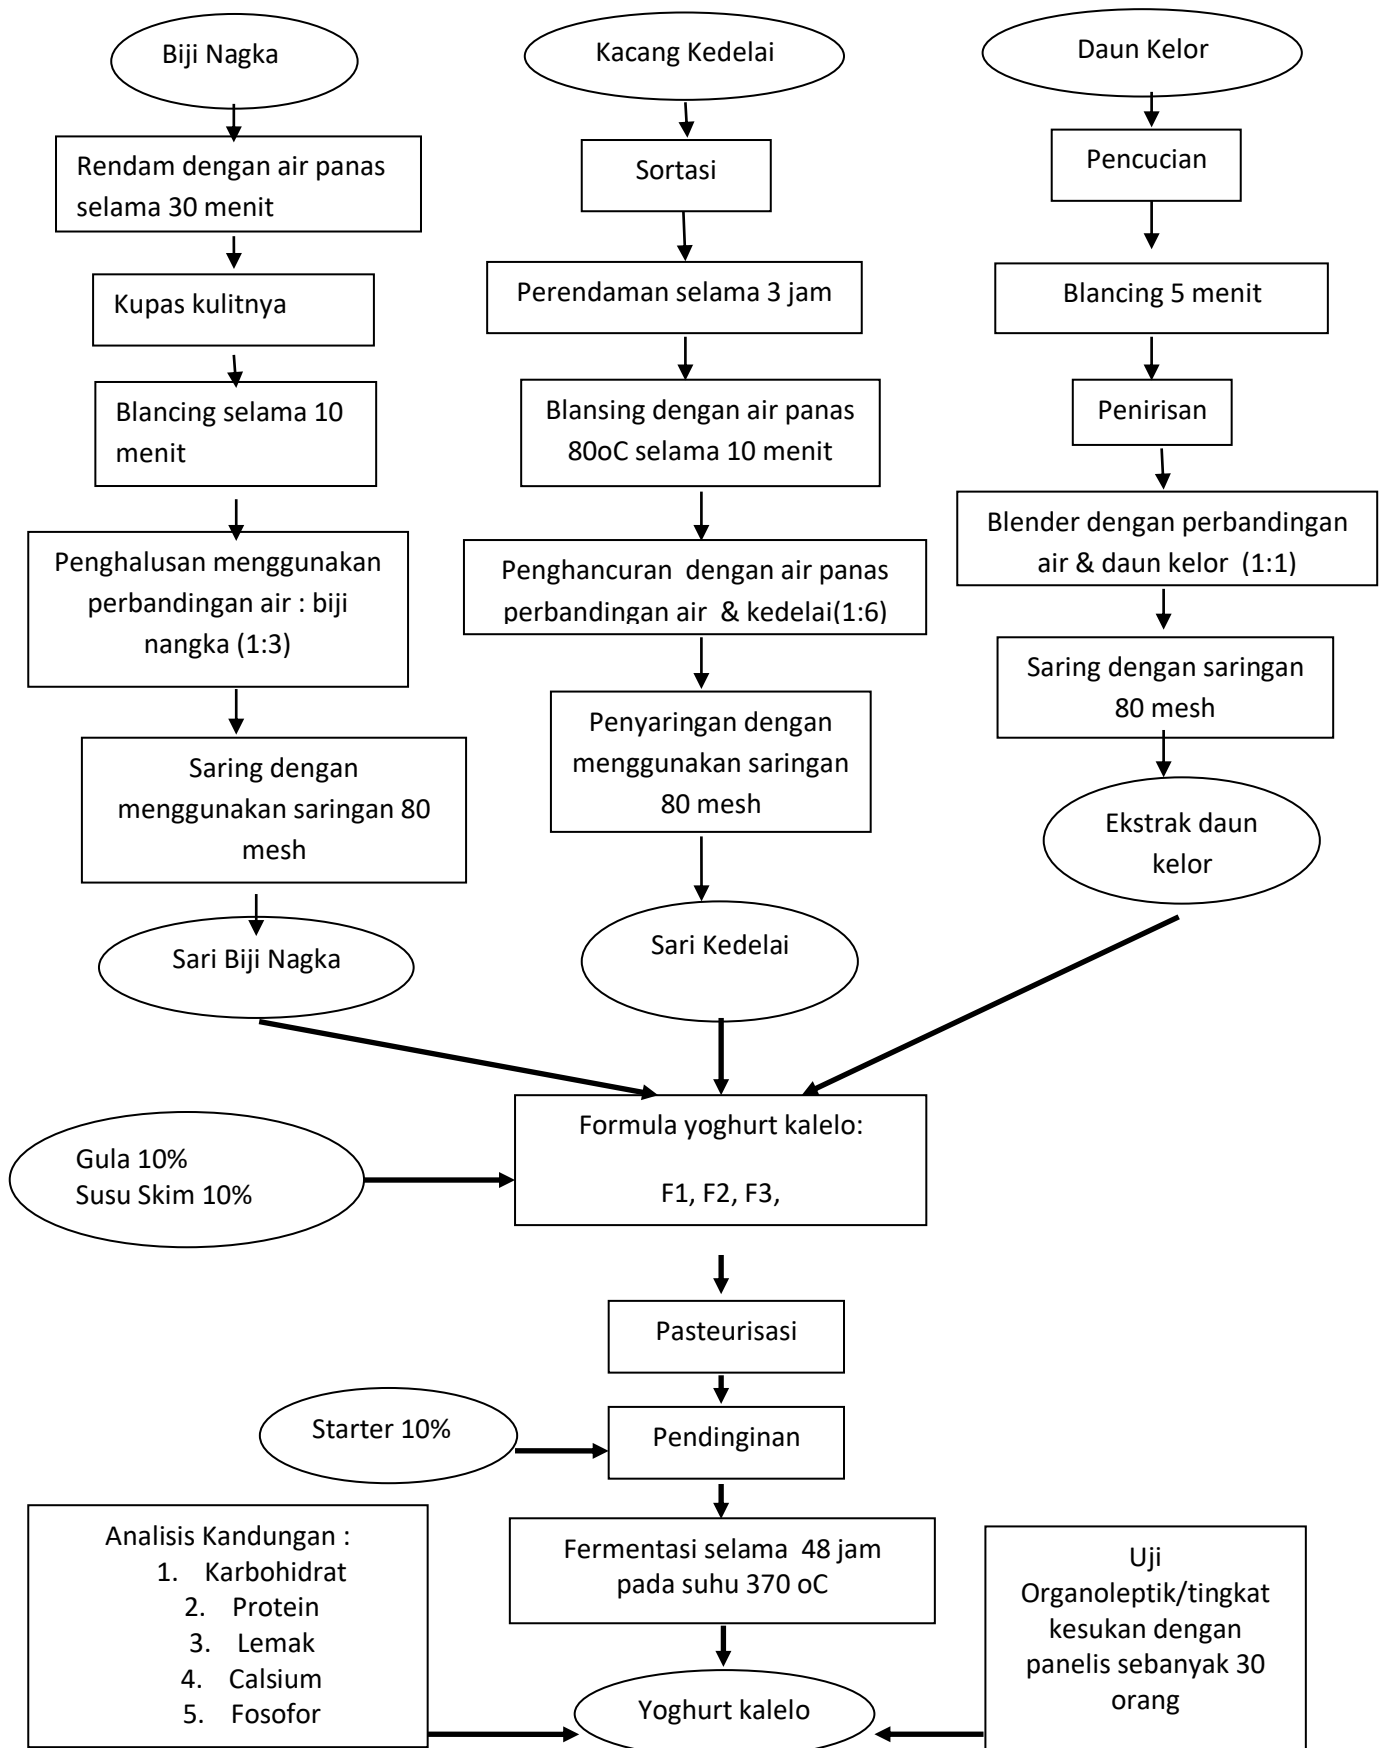 Biji Nagka
Rendam dengan air panas
selama 30 menit
Kupas kulitnya
Blancing selama 10
menit
Penghalusan menggunakan
perbandingan air : biji
nangka (1:3)
Saring dengan
menggunakan saringan 80
mesh
Sari Biji Nagka
Kacang Kedelai
Sortasi
Perendaman selama 3 jam
Blansing dengan air panas
80oC selama 10 menit
Penghancuran dengan air panas
perbandingan air & kedelai(1:6)
Penyaringan dengan
menggunakan saringan
80 mesh
Sari Kedelai
Daun Kelor
Pencucian
Blancing 5 menit
Penirisan
Blender dengan perbandingan
air & daun kelor (1:1)
Saring dengan saringan
80 mesh
Ekstrak daun
kelor
Gula 10%
Susu Skim 10%
Formula yoghurt kalelo:
F1, F2, F3,
Pasteurisasi
Starter 10%
Pendinginan
Fermentasi selama 48 jam
pada suhu 370 oC
Analisis Kandungan :
1. Karbohidrat
2. Protein
3. Lemak
4. Calsium
5. Fosofor
Yoghurt kalelo
Uji
Organoleptik/tingkat
kesukan dengan
panelis sebanyak 30
orang